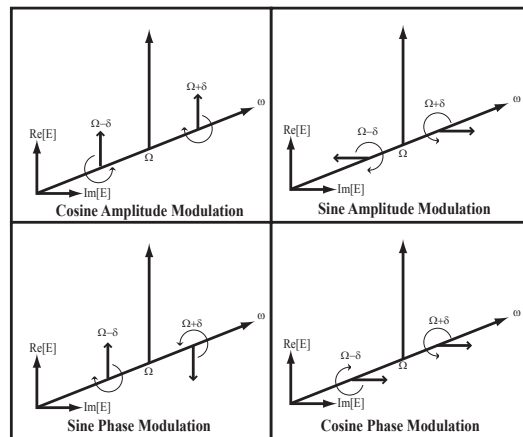 Ω+δ
Re[E]
Ω−δ
ω
Ω
Im[E]
Cosine Amplitude Modulation
Re[E]
Ω−δ
Ω+δ
ω
Ω
Im[E]
Sine Amplitude Modulation
Re[E]
Ω−δ
Ω+δ
ω
Ω
Im[E]
Sine Phase Modulation
Re[E]
Ω−δ
Ω+δ
ω
Ω
Im[E]
Cosine Phase Modulation